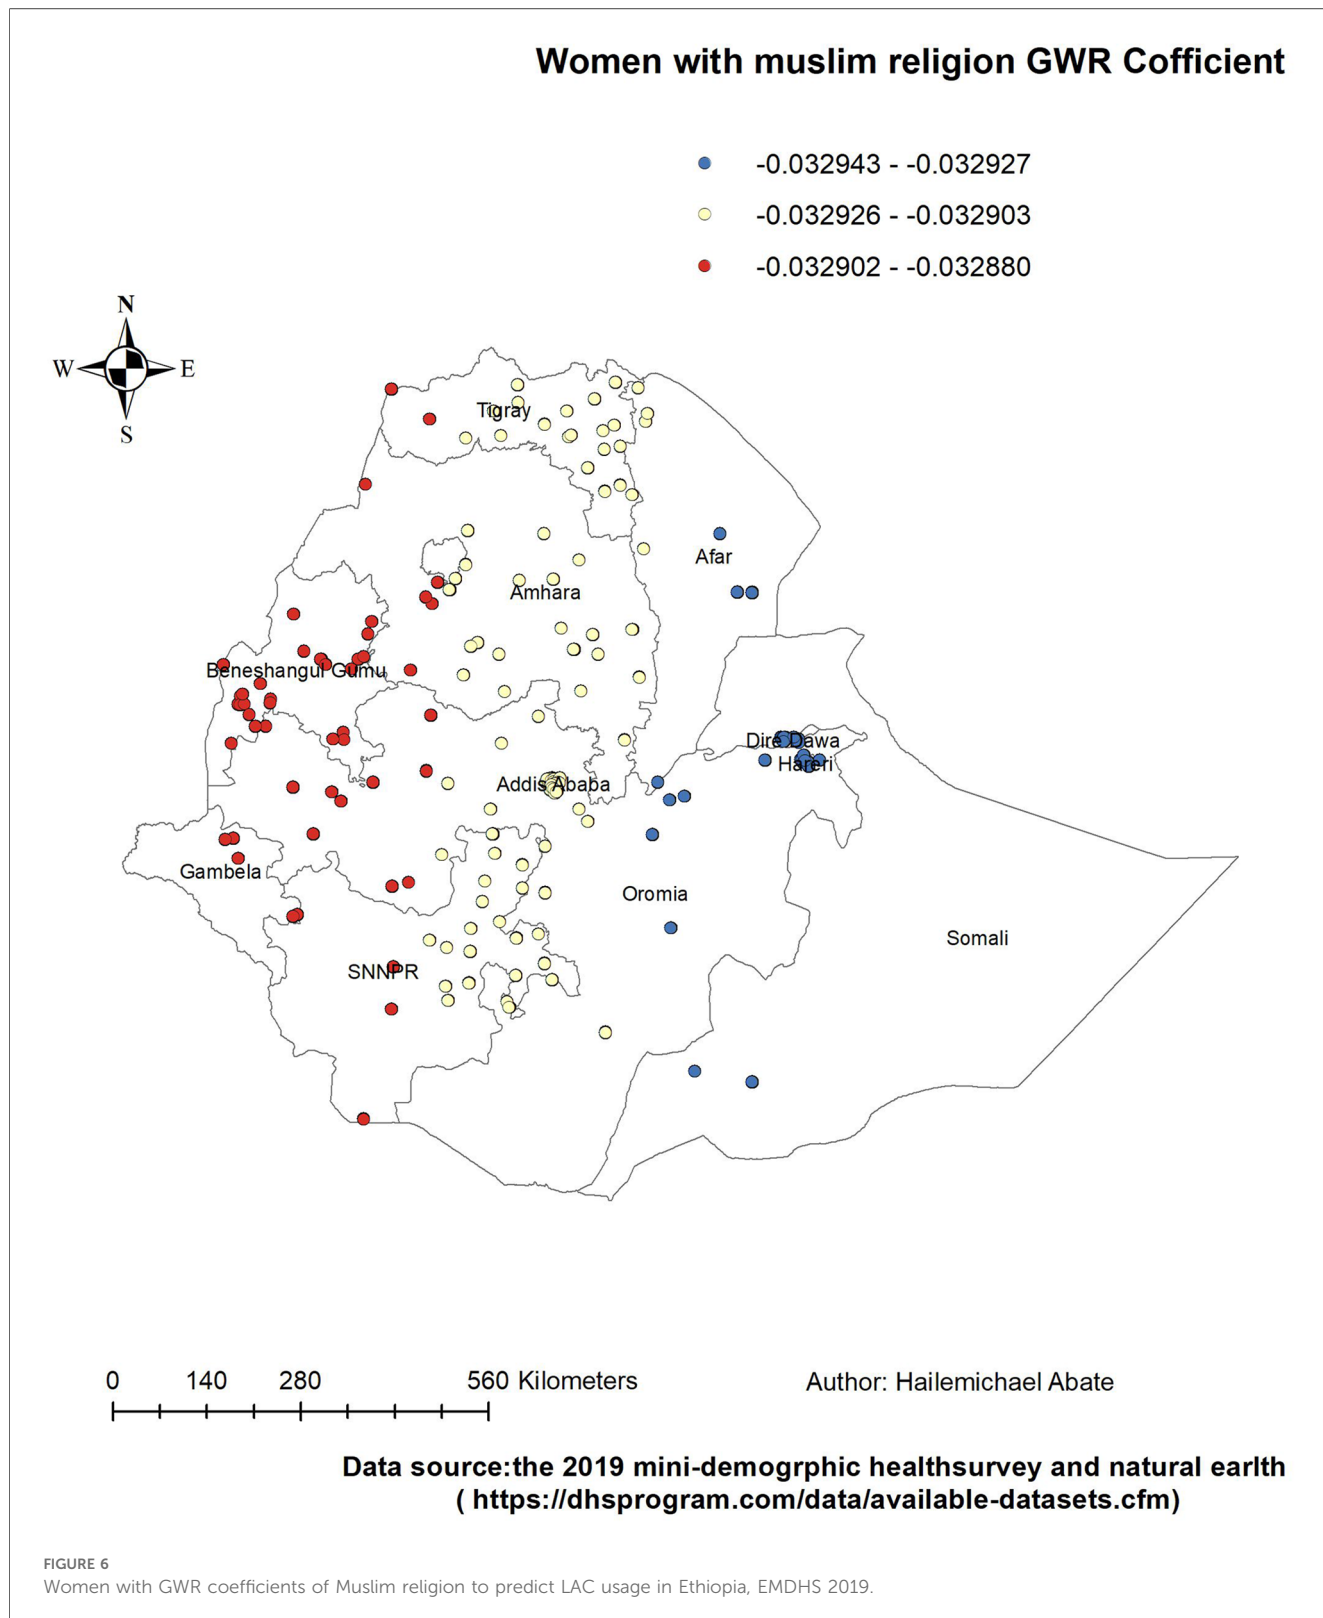 Women with muslim religion GWR Cofficient
-0.032943 - -0.032927
-0.032926 - -0.032903
-0.032902 - -0.032880
N
W E
S
Tigray
Afar
Amhara
Beneshangul Gumu
Dire Dawa
Hareri
Addis Ababa
Gambela
Oromia
Somali
SNNPR
0 140 280 560 Kilometers
Author: Hailemichael Abate
Data source:the 2019 mini-demogrphic healthsurvey and natural earlth
( https://dhsprogram.com/data/available-datasets.cfm)
FIGURE 6
Women with GWR coefficients of Muslim religion to predict LAC usage in Ethiopia, EMDHS 2019.